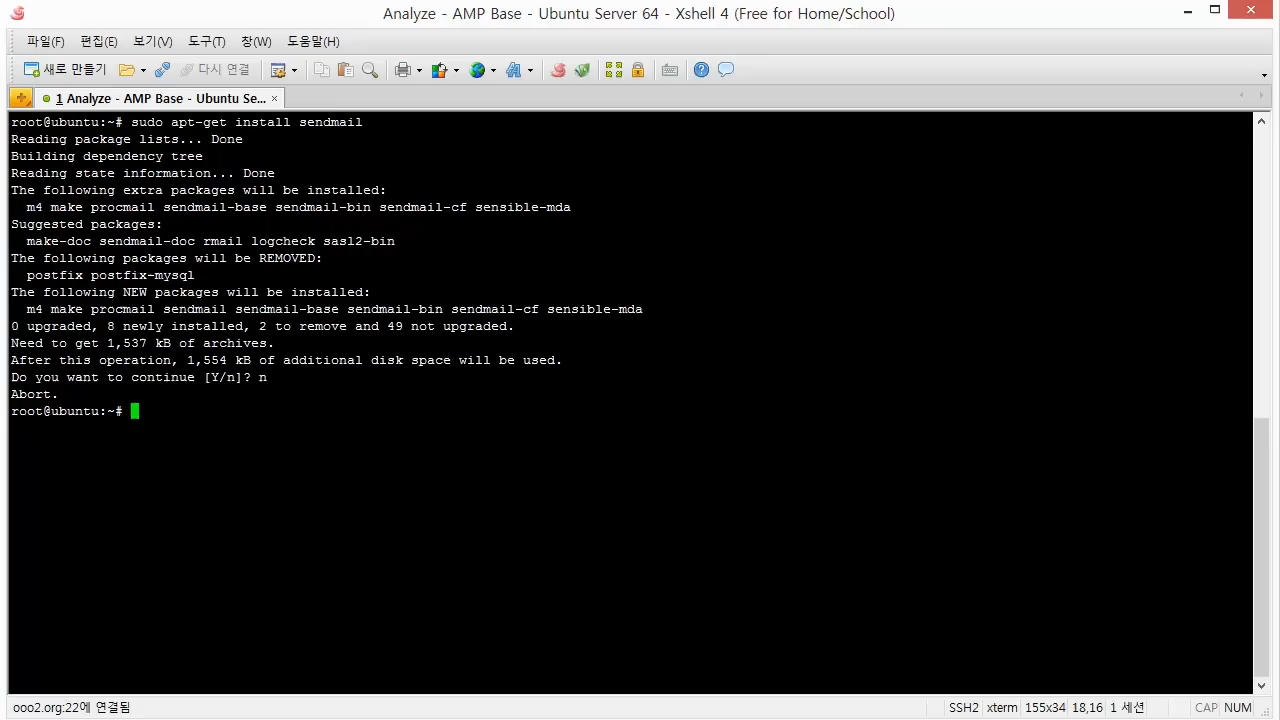 Analyze - AMP Base - Ubuntu Server 64 - Xshell 4 (Free for Home/School)
파일(F) 편집(E) 보기(V) 도구(T) 창(W) 도움말(H)
새로 만들기 다시 연결
1 Analyze - AMP Base - Ubuntu Se... ×
root@ubuntu:~# sudo apt-get install sendmail
Reading package lists... Done
Building dependency tree
Reading state information... Done
The following extra packages will be installed:
m4 make procmail sendmail-base sendmail-bin sendmail-cf sensible-mda
Suggested packages:
make-doc sendmail-doc rmail logcheck sasl2-bin
The following packages will be REMOVED:
postfix postfix-mysql
The following NEW packages will be installed:
m4 make procmail sendmail sendmail-base sendmail-bin sendmail-cf sensible-mda
0 upgraded, 8 newly installed, 2 to remove and 49 not upgraded.
Need to get 1,537 kB of archives.
After this operation, 1,554 kB of additional disk space will be used.
Do you want to continue [Y/n]? n
Abort.
root@ubuntu:~#
ooo2.org:22에 연결됨 SSH2 xterm 155x34 18,16 1 세션 CAP NUM